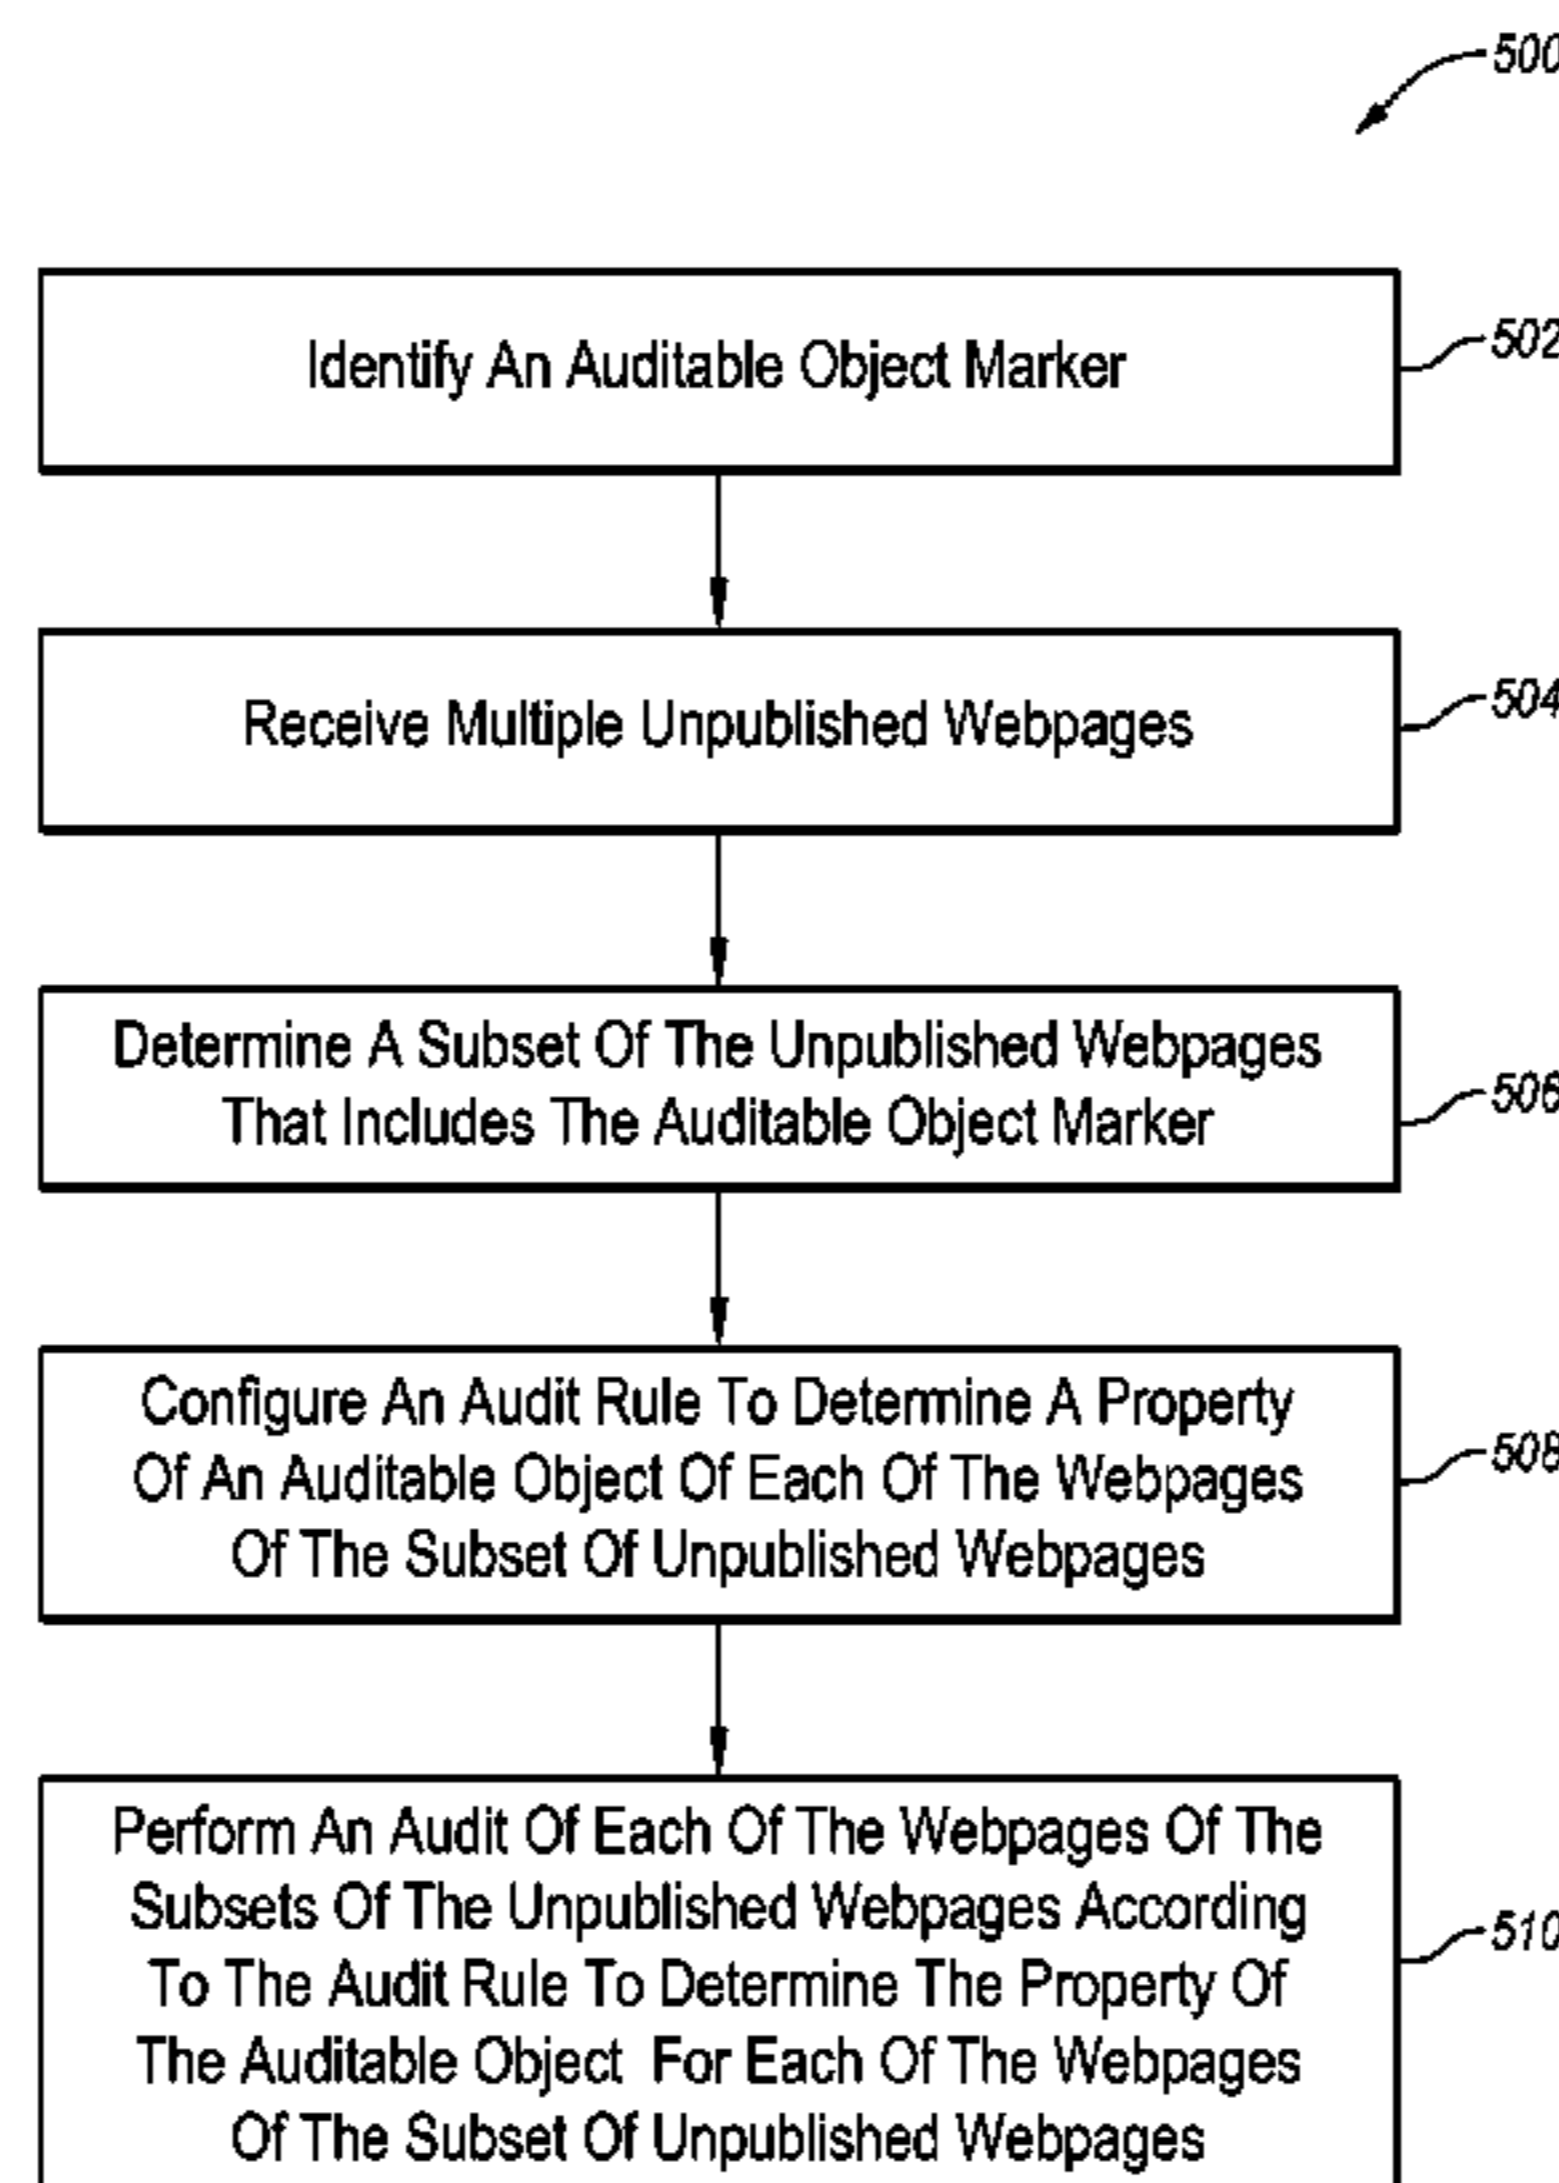 500
Identify An Auditable Object Marker
502
Receive Multiple Unpublished Webpages
504
Determine A Subset Of The Unpublished Webpages
That Includes The Auditable Object Marker
506
Configure An Audit Rule To Determine A Property
Of An Auditable Object Of Each Of The Webpages
Of The Subset Of Unpublished Webpages
508
Perform An Audit Of Each Of The Webpages Of The
Subsets Of The Unpublished Webpages According
To The Audit Rule To Determine The Property Of
The Auditable Object For Each Of The Webpages
Of The Subset Of Unpublished Webpages
510